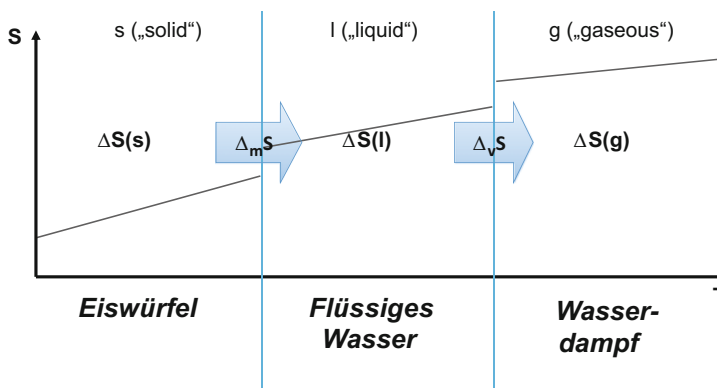 s („solid“)
l („liquid“)
g („gaseous“)
S
ΔS(s)
ΔₘS
ΔS(l)
ΔᵥS
ΔS(g)
Eiswürfel
Flüssiges
Wasser
Wasser-
dampf